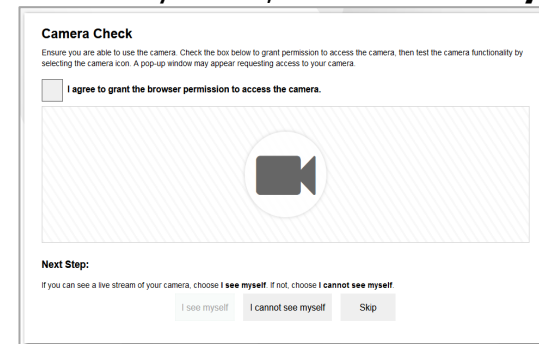 Camera Check
Ensure you are able to use the camera. Check the box below to grant permission to access the camera, then test the camera functionality by
selecting the camera icon. A pop-up window may appear requesting access to your camera.
I agree to grant the browser permission to access the camera.
Next Step:
If you can see a live stream of your camera, choose I see myself. If not, choose I cannot see myself.
I see myself I cannot see myself Skip